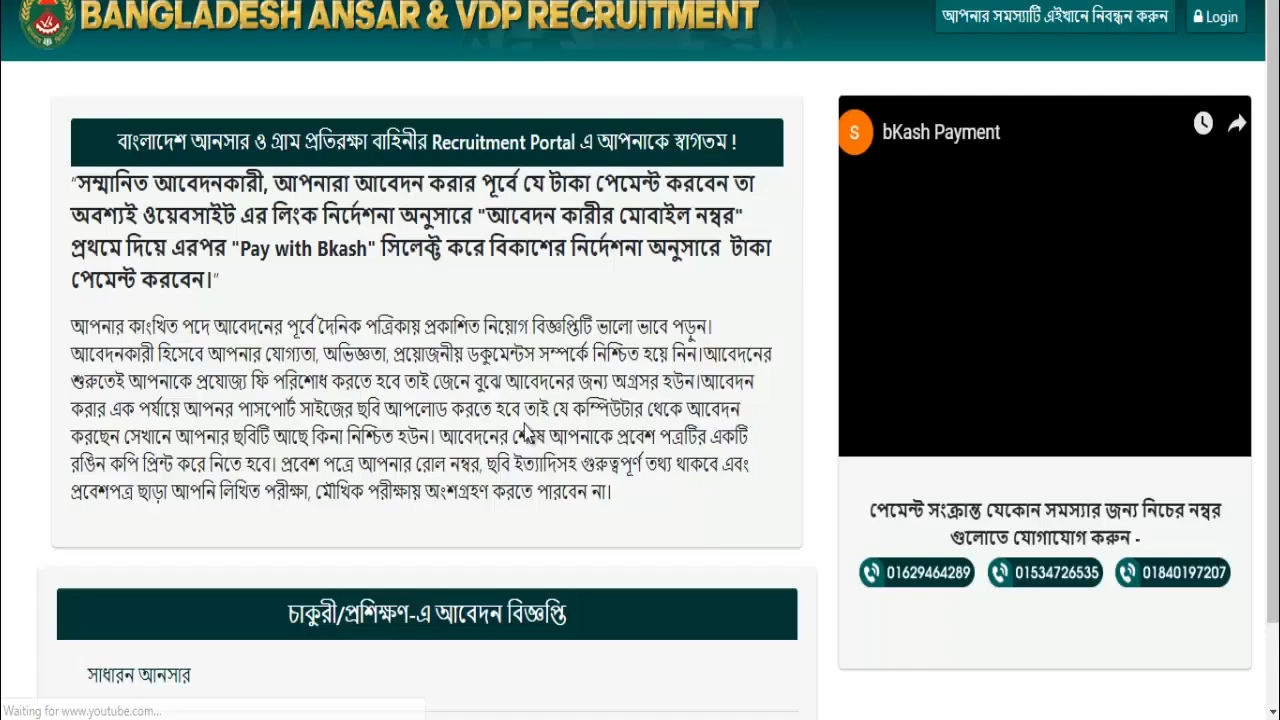 BANGLADESH ANSAR & VDP RECRUITMENT
আপনার সমস্যাটি এইখানে নিবন্ধন করুন
Login
বাংলাদেশ আনসার ও গ্রাম প্রতিরক্ষা বাহিনীর Recruitment Portal এ আপনাকে স্বাগতম !
“সম্মানিত আবেদনকারী, আপনারা আবেদন করার পূর্বে যে টাকা পেমেন্ট করবেন তা
অবশ্যই ওয়েবসাইট এর লিংক নির্দেশনা অনুসারে "আবেদন কারীর মোবাইল নম্বর"
প্রথমে দিয়ে এরপর "Pay with Bkash" সিলেক্ট করে বিকাশের নির্দেশনা অনুসারে টাকা
পেমেন্ট করবেন।”
আপনার কাংখিত পদে আবেদনের পূর্বে দৈনিক পত্রিকায় প্রকাশিত নিয়োগ বিজ্ঞপ্তিটি ভালো ভাবে পড়ুন।
আবেদনকারী হিসেবে আপনার যোগ্যতা, অভিজ্ঞতা, প্রয়োজনীয় ডকুমেন্টস সম্পর্কে নিশ্চিত হয়ে নিন।আবেদনের
শুরুতেই আপনাকে প্রযোজ্য ফি পরিশোধ করতে হবে তাই জেনে বুঝে আবেদনের জন্য অগ্রসর হউন।আবেদন
করার এক পর্যায়ে আপনর পাসপোর্ট সাইজের ছবি আপলোড করতে হবে তাই যে কম্পিউটার থেকে আবেদন
করছেন সেখানে আপনার ছবিটি আছে কিনা নিশ্চিত হউন। আবেদনের শেষে আপনাকে প্রবেশ পত্রটির একটি
রঙিন কপি প্রিন্ট করে নিতে হবে। প্রবেশ পত্রে আপনার রোল নম্বর, ছবি ইত্যাদিসহ গুরুত্বপূর্ণ তথ্য থাকবে এবং
প্রবেশপত্র ছাড়া আপনি লিখিত পরীক্ষা, মৌখিক পরীক্ষায় অংশগ্রহণ করতে পারবেন না।
S bKash Payment
পেমেন্ট সংক্রান্ত যেকোন সমস্যার জন্য নিচের নম্বর
গুলোতে যোগাযোগ করুন -
01629464289 01534726535 01840197207
চাকুরী/প্রশিক্ষণ-এ আবেদন বিজ্ঞপ্তি
সাধারন আনসার
Waiting for www.youtube.com...